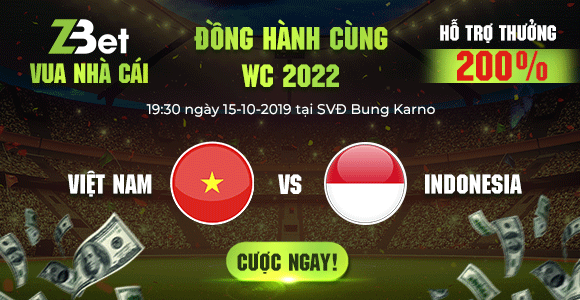 ZBet
VUA NHÀ CÁI
ĐỒNG HÀNH CÙNG
WC 2022
HỖ TRỢ THƯỞNG
200%
19:30 ngày 15-10-2019 tại SVĐ Bung Karno
VIỆT NAM
VS
INDONESIA
CƯỢC NGAY!